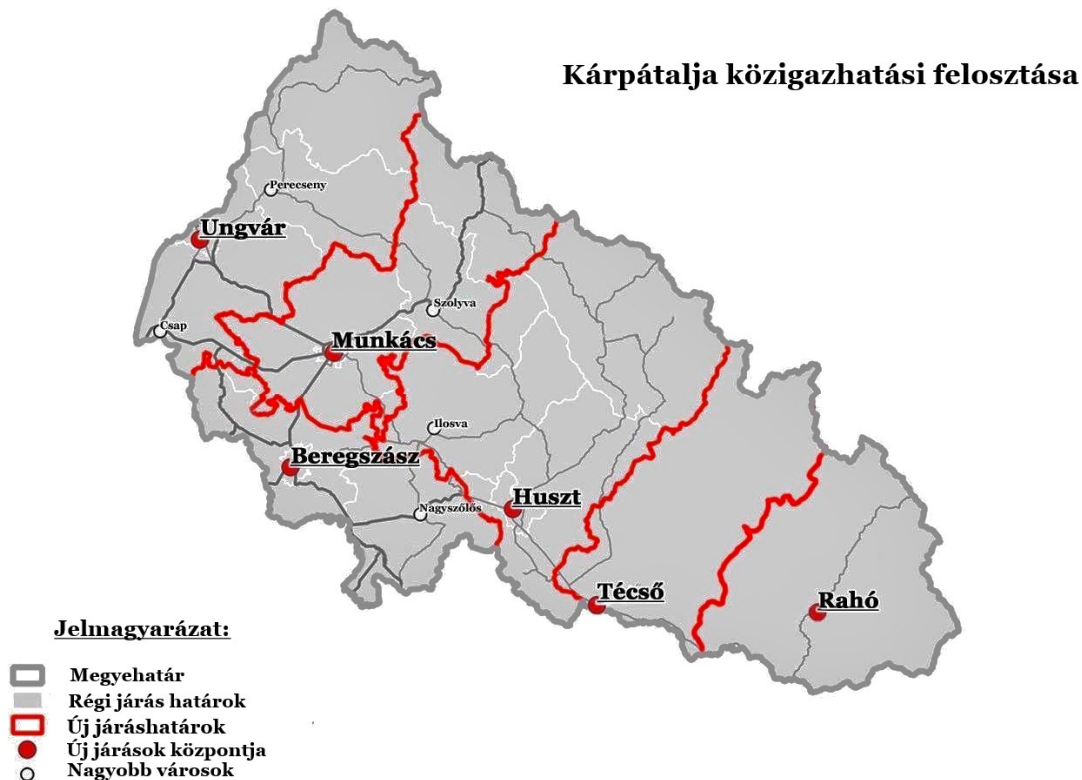 Kárpátalja közigazhatási felosztása
Perecseny
Ungvár
Szolyva
Csap
Munkács
Ilosva
Beregszász
Huszt
Nagyszőlős
Técső
Rahó
Jelmagyarázat:
Megyehatár
Régi járás határok
Új járáshatárok
Új járások központja
Nagyobb városok